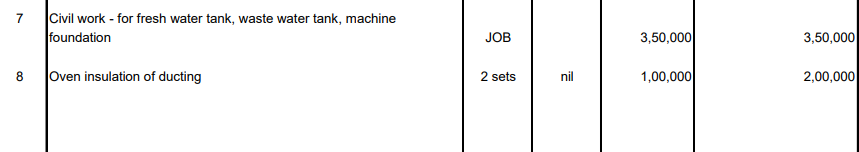 7 Civil work - for fresh water tank, waste water tank, machine
foundation JOB 3,50,000 3,50,000
8 Oven insulation of ducting 2 sets nil 1,00,000 2,00,000